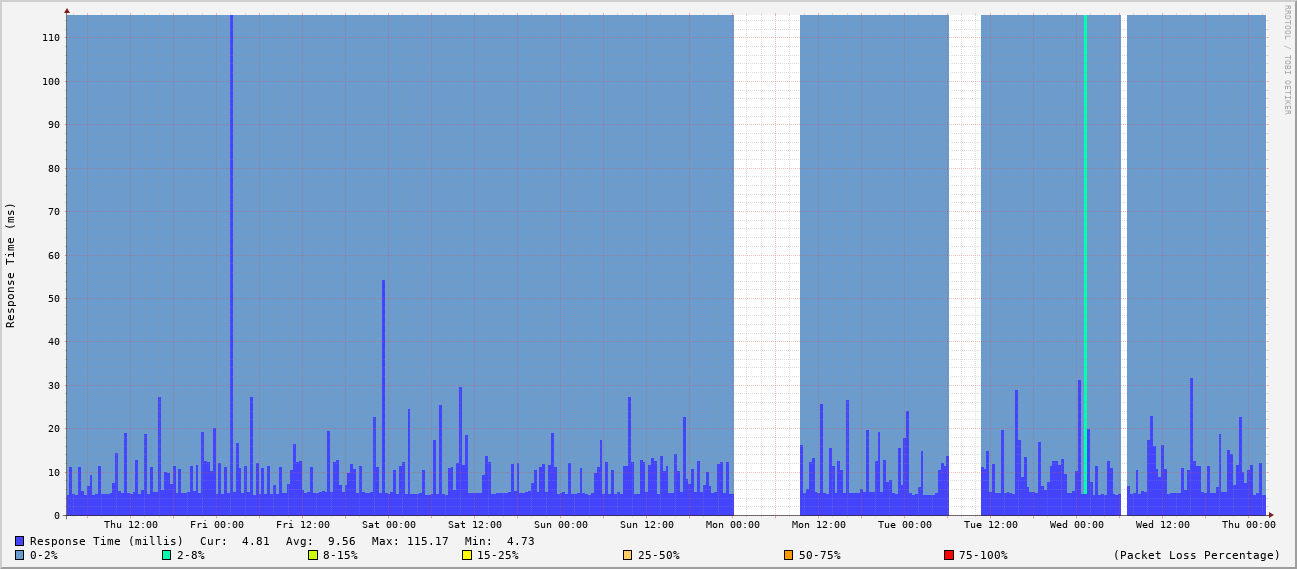 RRDTOOL / TOBI OETIKER
Response Time (ms)
110
100
90
80
70
60
50
40
30
20
10
0
Thu 12:00 Fri 00:00 Fri 12:00 Sat 00:00 Sat 12:00 Sun 00:00 Sun 12:00 Mon 00:00 Mon 12:00 Tue 00:00 Tue 12:00 Wed 00:00 Wed 12:00 Thu 00:00
Response Time (millis) Cur: 4.81 Avg: 9.56 Max: 115.17 Min: 4.73
0-2% 2-8% 8-15% 15-25% 25-50% 50-75% 75-100% (Packet Loss Percentage)